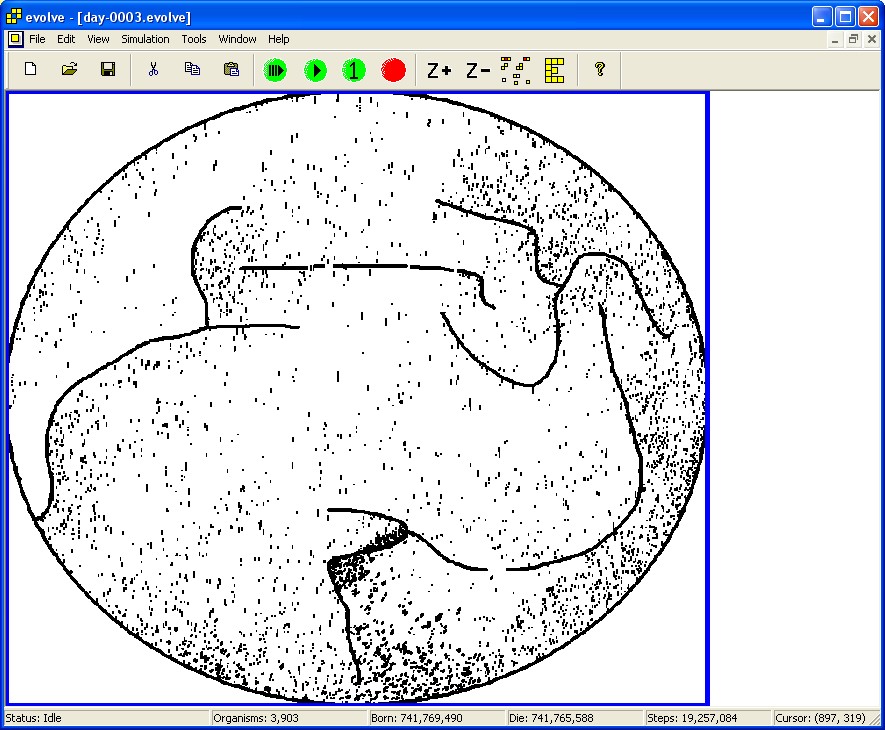 evolve - [day-0003.evolve]
File Edit View Simulation Tools Window Help
1 Z+ Z- ?
Status: Idle Organisms: 3,903 Born: 741,769,490 Die: 741,765,588 Steps: 19,257,084 Cursor: (897, 319)